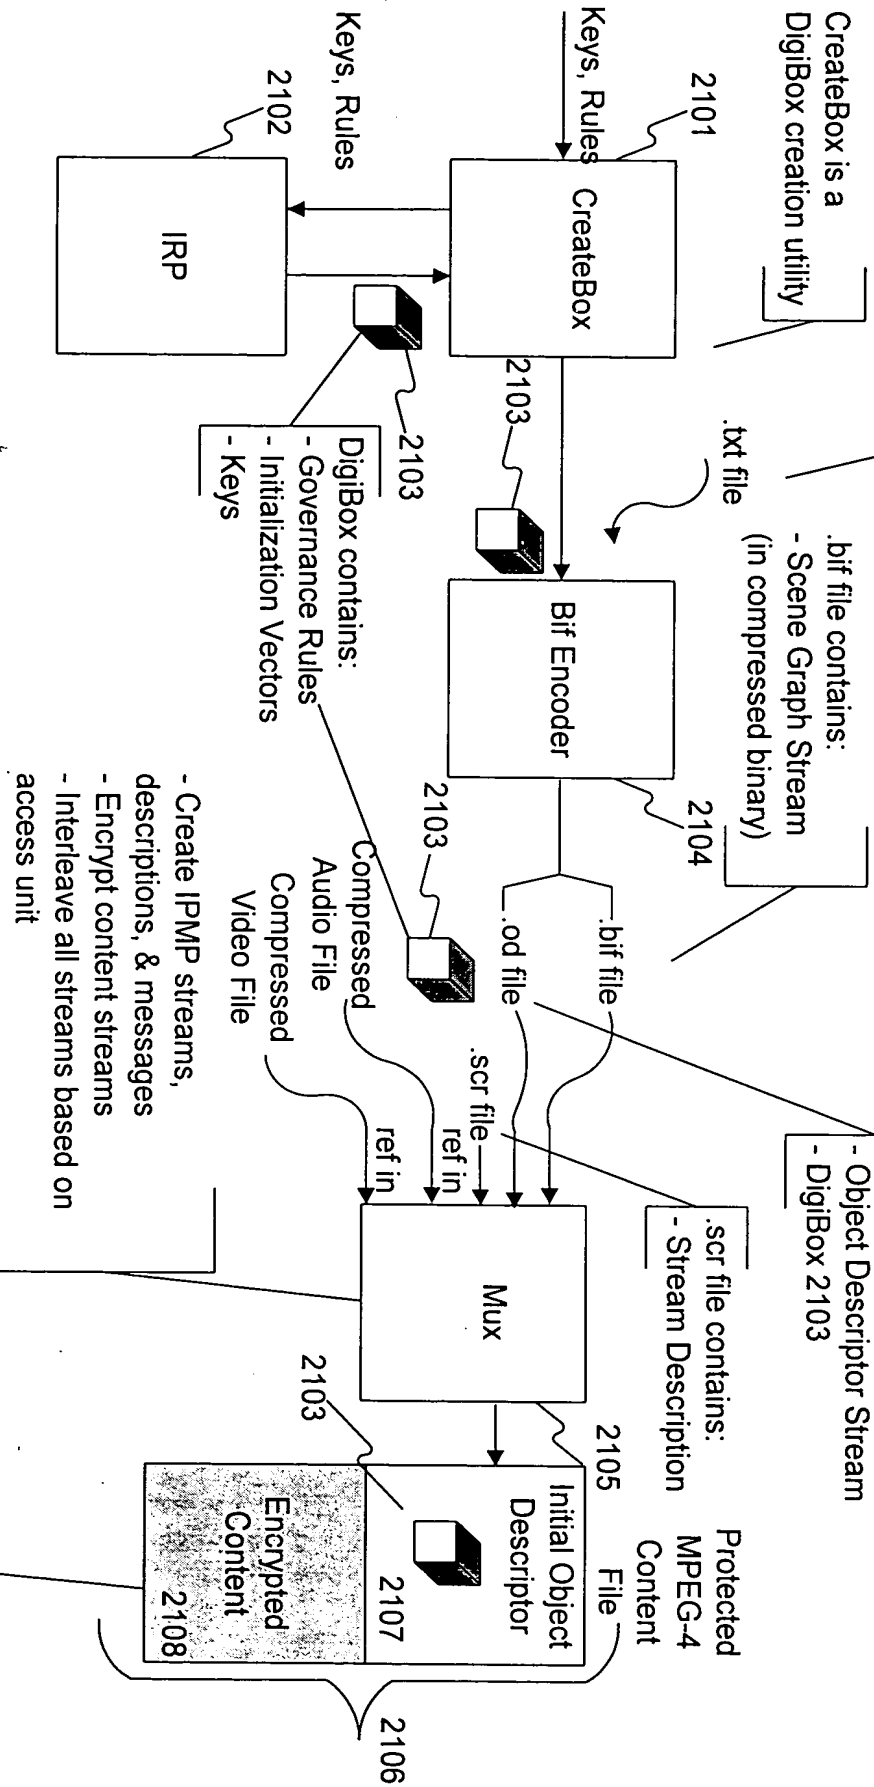 CreateBox is a
DigiBox creation utility
Keys, Rules
2101
CreateBox
Keys, Rules
2102
IRP
2103
DigiBox contains:
- Governance Rules
- Initialization Vectors
- Keys
2103
.txt file
.bif file contains:
- Scene Graph Stream
(in compressed binary)
Bif Encoder
2104
.bif file
.od file
2103
- Object Descriptor Stream
- DigiBox 2103
.scr file contains:
- Stream Description
.scr file
Compressed
Audio File
ref in
Compressed
Video File
ref in
- Create IPMP streams,
descriptions, & messages
- Encrypt content streams
- Interleave all streams based on
access unit
Mux
2105
Protected
MPEG-4
Content
File
Initial Object
Descriptor
2107
2103
Encrypted
Content
2108
2106